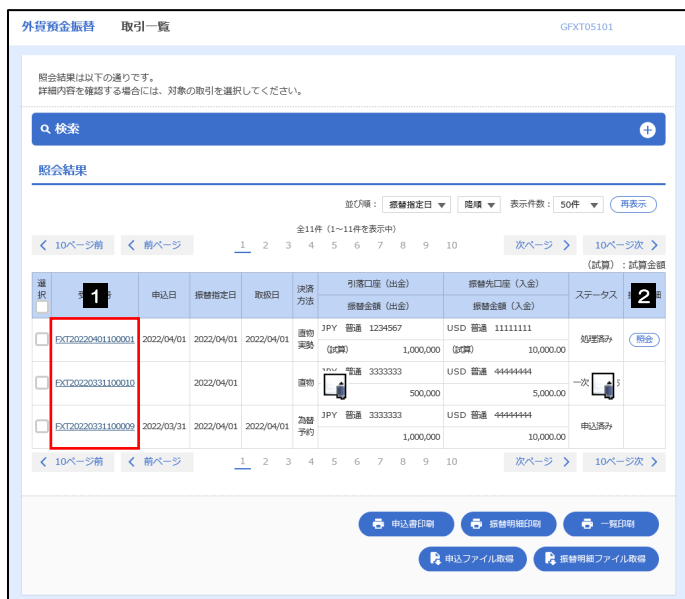 外貨預金振替 取引一覧 GFXT05101
照会結果は以下の通りです。
詳細内容を確認する場合には、対象の取引を選択してください。
検索
照会結果
並び順： 振替指定日 ▼ 降順 ▼ 表示件数： 50件 ▼ 再表示
全11件（1～11件を表示中）
10ページ前 前ページ 1 2 3 4 5 6 7 8 9 10 次ページ 10ページ次
（試算）：試算金額
選択 1 申込日 振替指定日 取扱日 決済方法 引落口座（出金） 振替先口座（入金） ステータス 2
振替金額（出金） 振替金額（入金）
FXT20220401100001 2022/04/01 2022/04/01 2022/04/01 直物実勢 JPY 普通 1234567 USD 普通 11111111 処理済み 照会
（試算） 1,000,000 （試算） 10,000.00
FXT20220331100010 2022/04/01 直物 普通 3333333 USD 普通 44444444 一次
500,000 5,000.00
FXT20220331100009 2022/03/31 2022/04/01 2022/04/01 為替予約 JPY 普通 3333333 USD 普通 44444444 申込済み
1,000,000 10,000.00
10ページ前 前ページ 1 2 3 4 5 6 7 8 9 10 次ページ 10ページ次
申込書印刷 振替明細印刷 一覧印刷
申込ファイル取得 振替明細ファイル取得